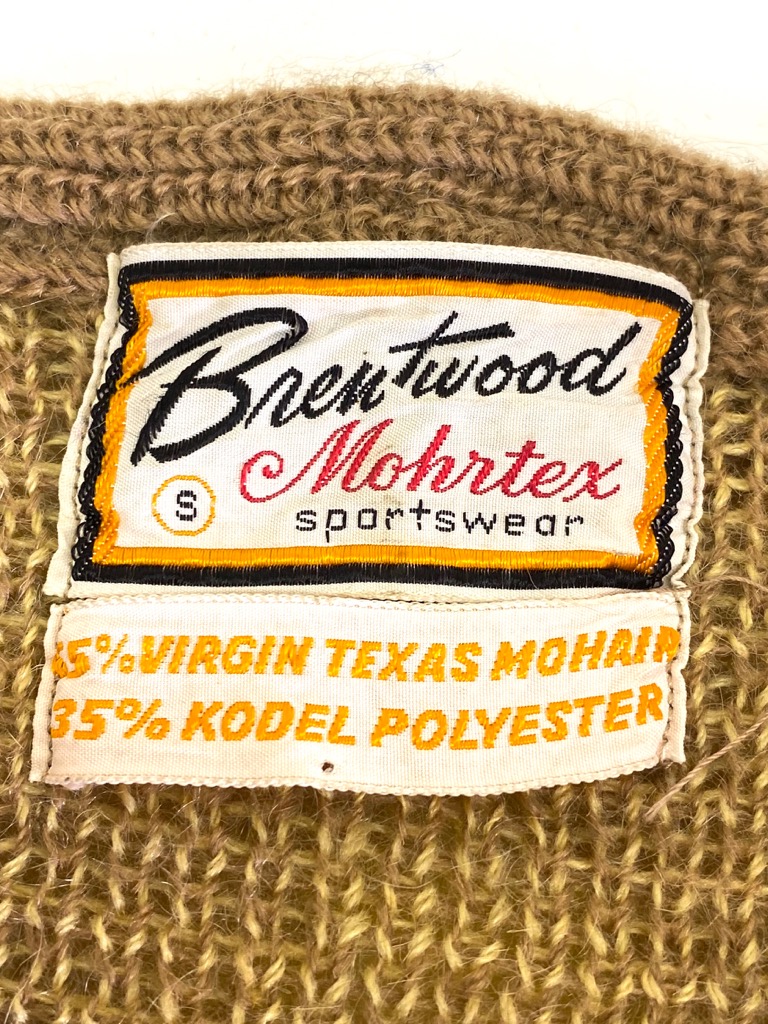 Brentwood
Mohrtex
S
sportswear
65% VIRGIN TEXAS MOHAIR
35% KODEL POLYESTER